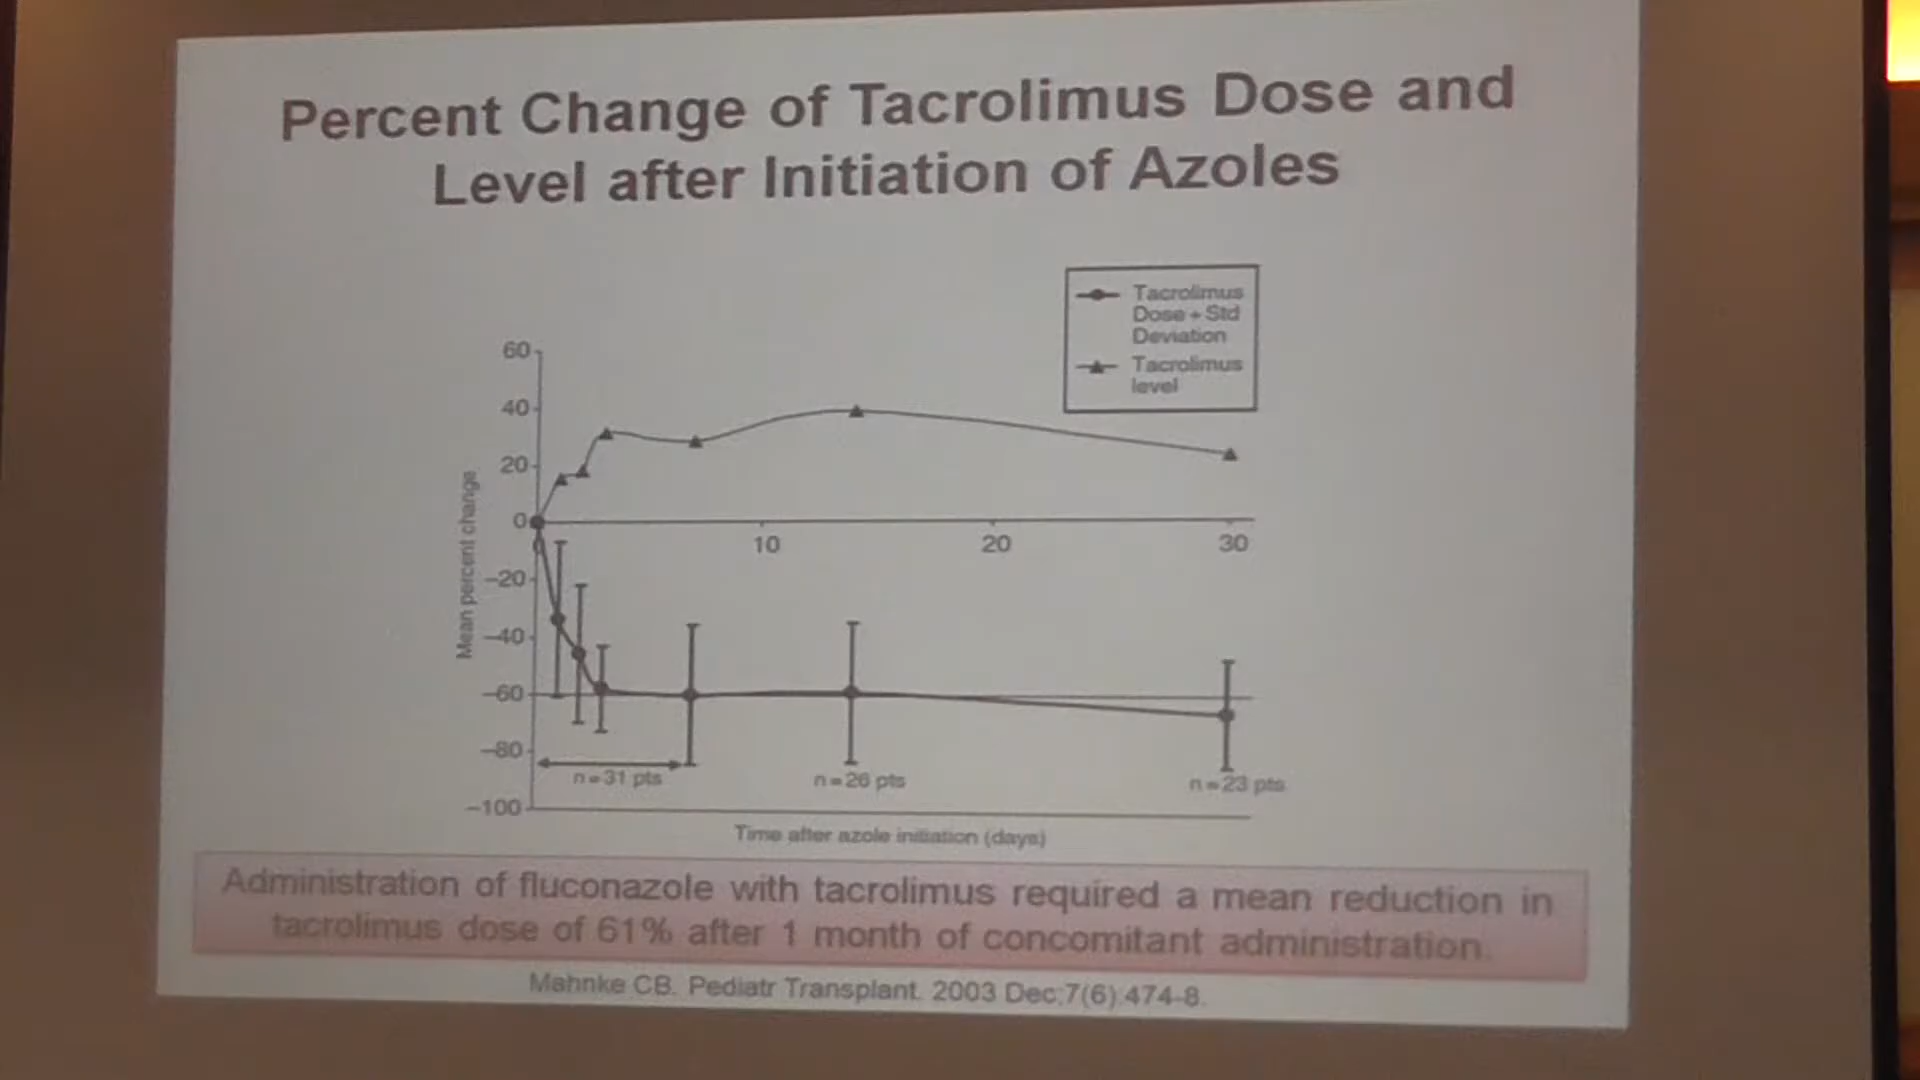 Percent Change of Tacrolimus Dose and
Level after Initiation of Azoles
Tacrolimus
Dose + Std
Deviation
Tacrolimus
level
60
40
20
0
0
10
20
30
-20
-40
-60
-80
-100
Mean percent change
n=31 pts
n=26 pts
n=23 pts
Time after azole initiation (days)
Administration of fluconazole with tacrolimus required a mean reduction in
tacrolimus dose of 61% after 1 month of concomitant administration.
Mahnke CB. Pediatr Transplant. 2003 Dec;7(6):474-8.